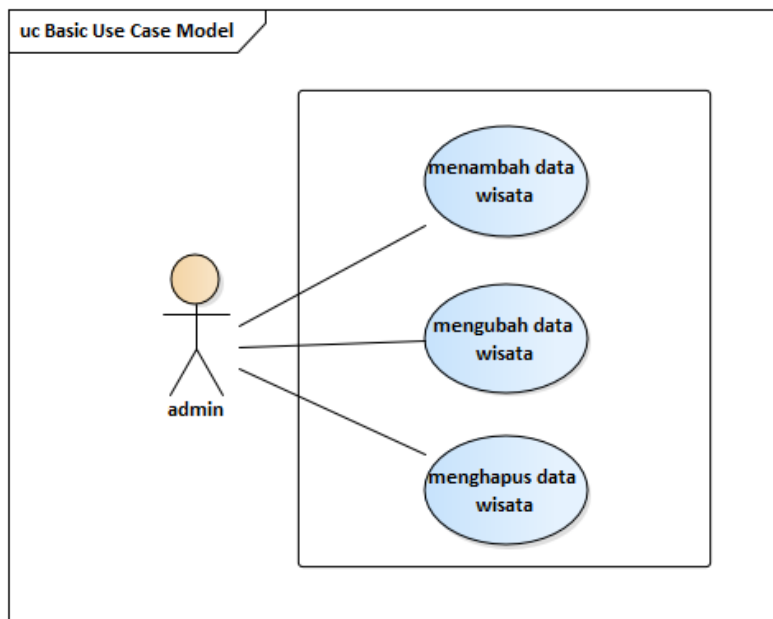 uc Basic Use Case Model
menambah data
wisata
mengubah data
wisata
admin
menghapus data
wisata